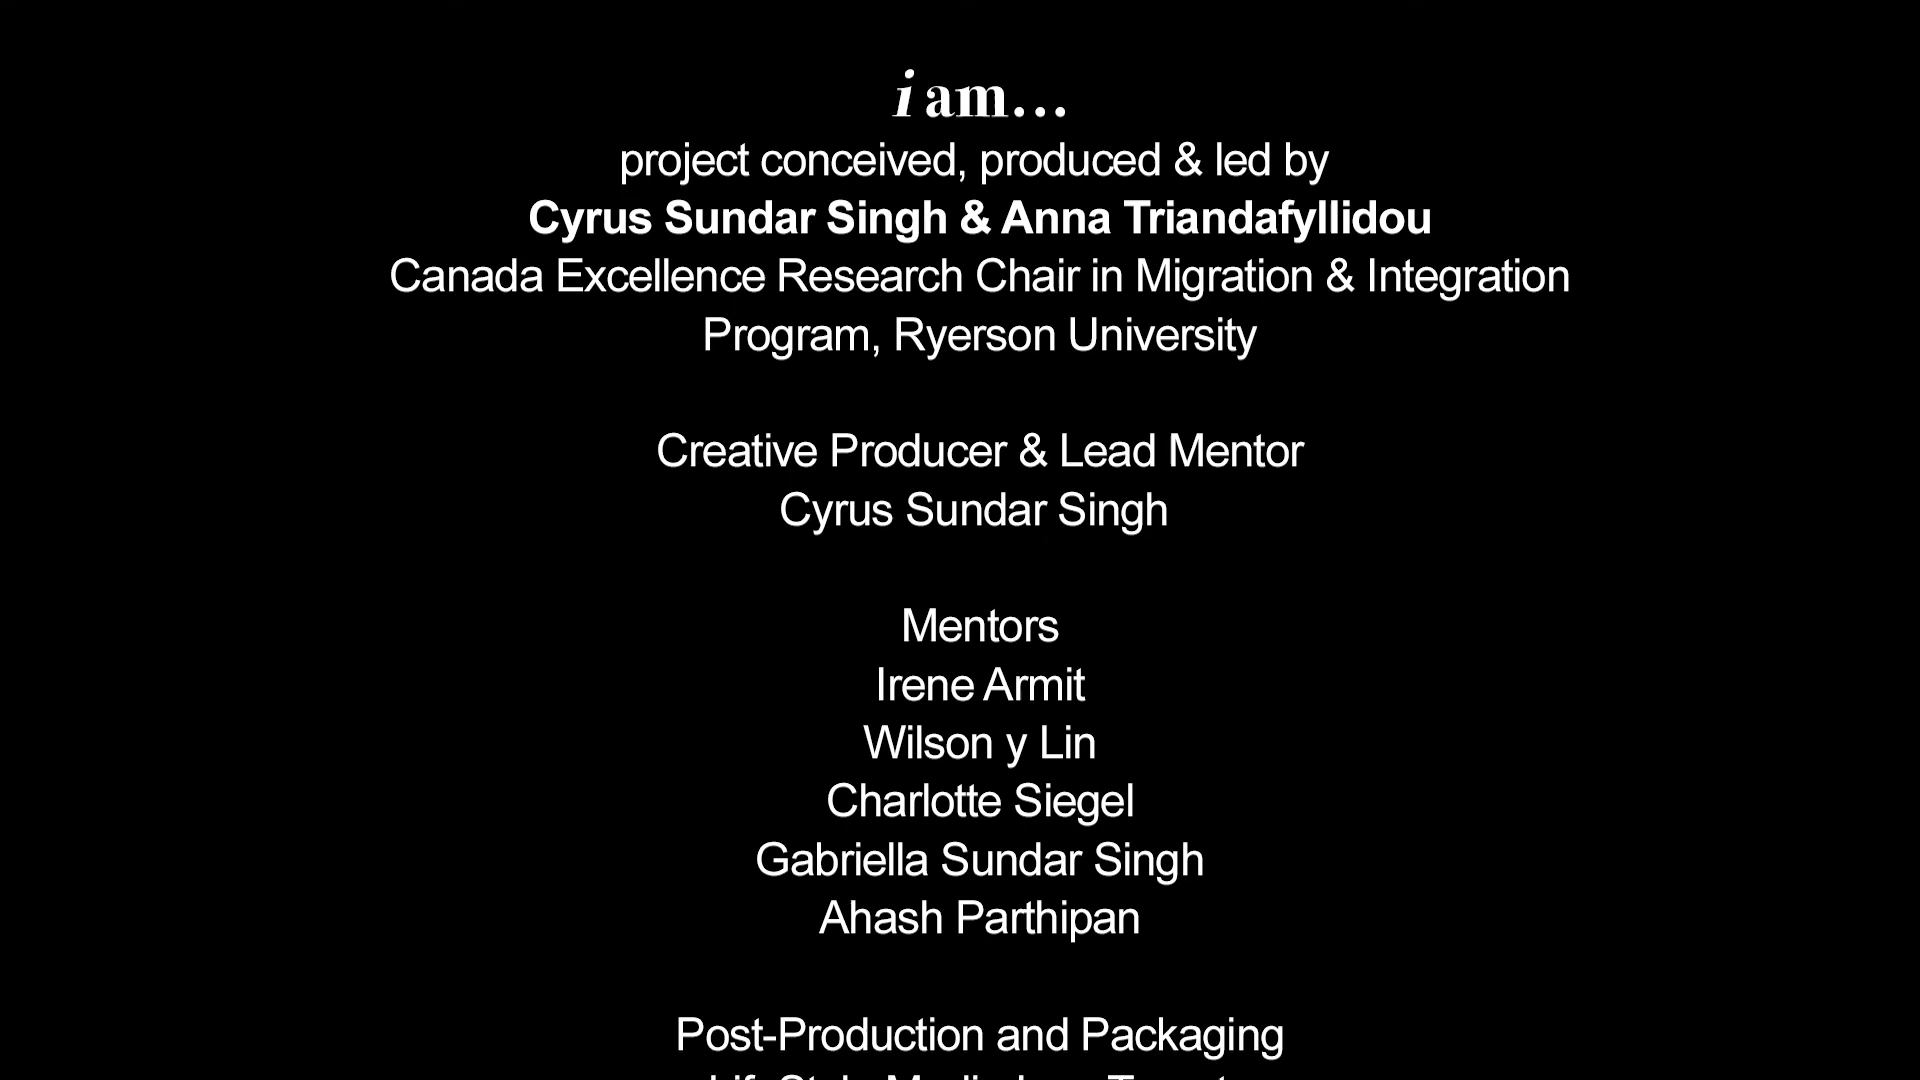 i am...
project conceived, produced & led by
Cyrus Sundar Singh & Anna Triandafyllidou
Canada Excellence Research Chair in Migration & Integration
Program, Ryerson University
Creative Producer & Lead Mentor
Cyrus Sundar Singh
Mentors
Irene Armit
Wilson y Lin
Charlotte Siegel
Gabriella Sundar Singh
Ahash Parthipan
Post-Production and Packaging